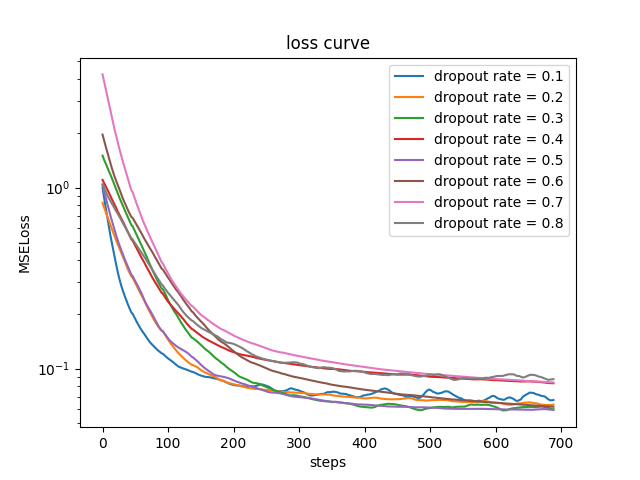 loss curve
dropout rate = 0.1
dropout rate = 0.2
dropout rate = 0.3
dropout rate = 0.4
dropout rate = 0.5
dropout rate = 0.6
dropout rate = 0.7
dropout rate = 0.8
MSELoss
10⁰
10⁻¹
0 100 200 300 400 500 600 700
steps